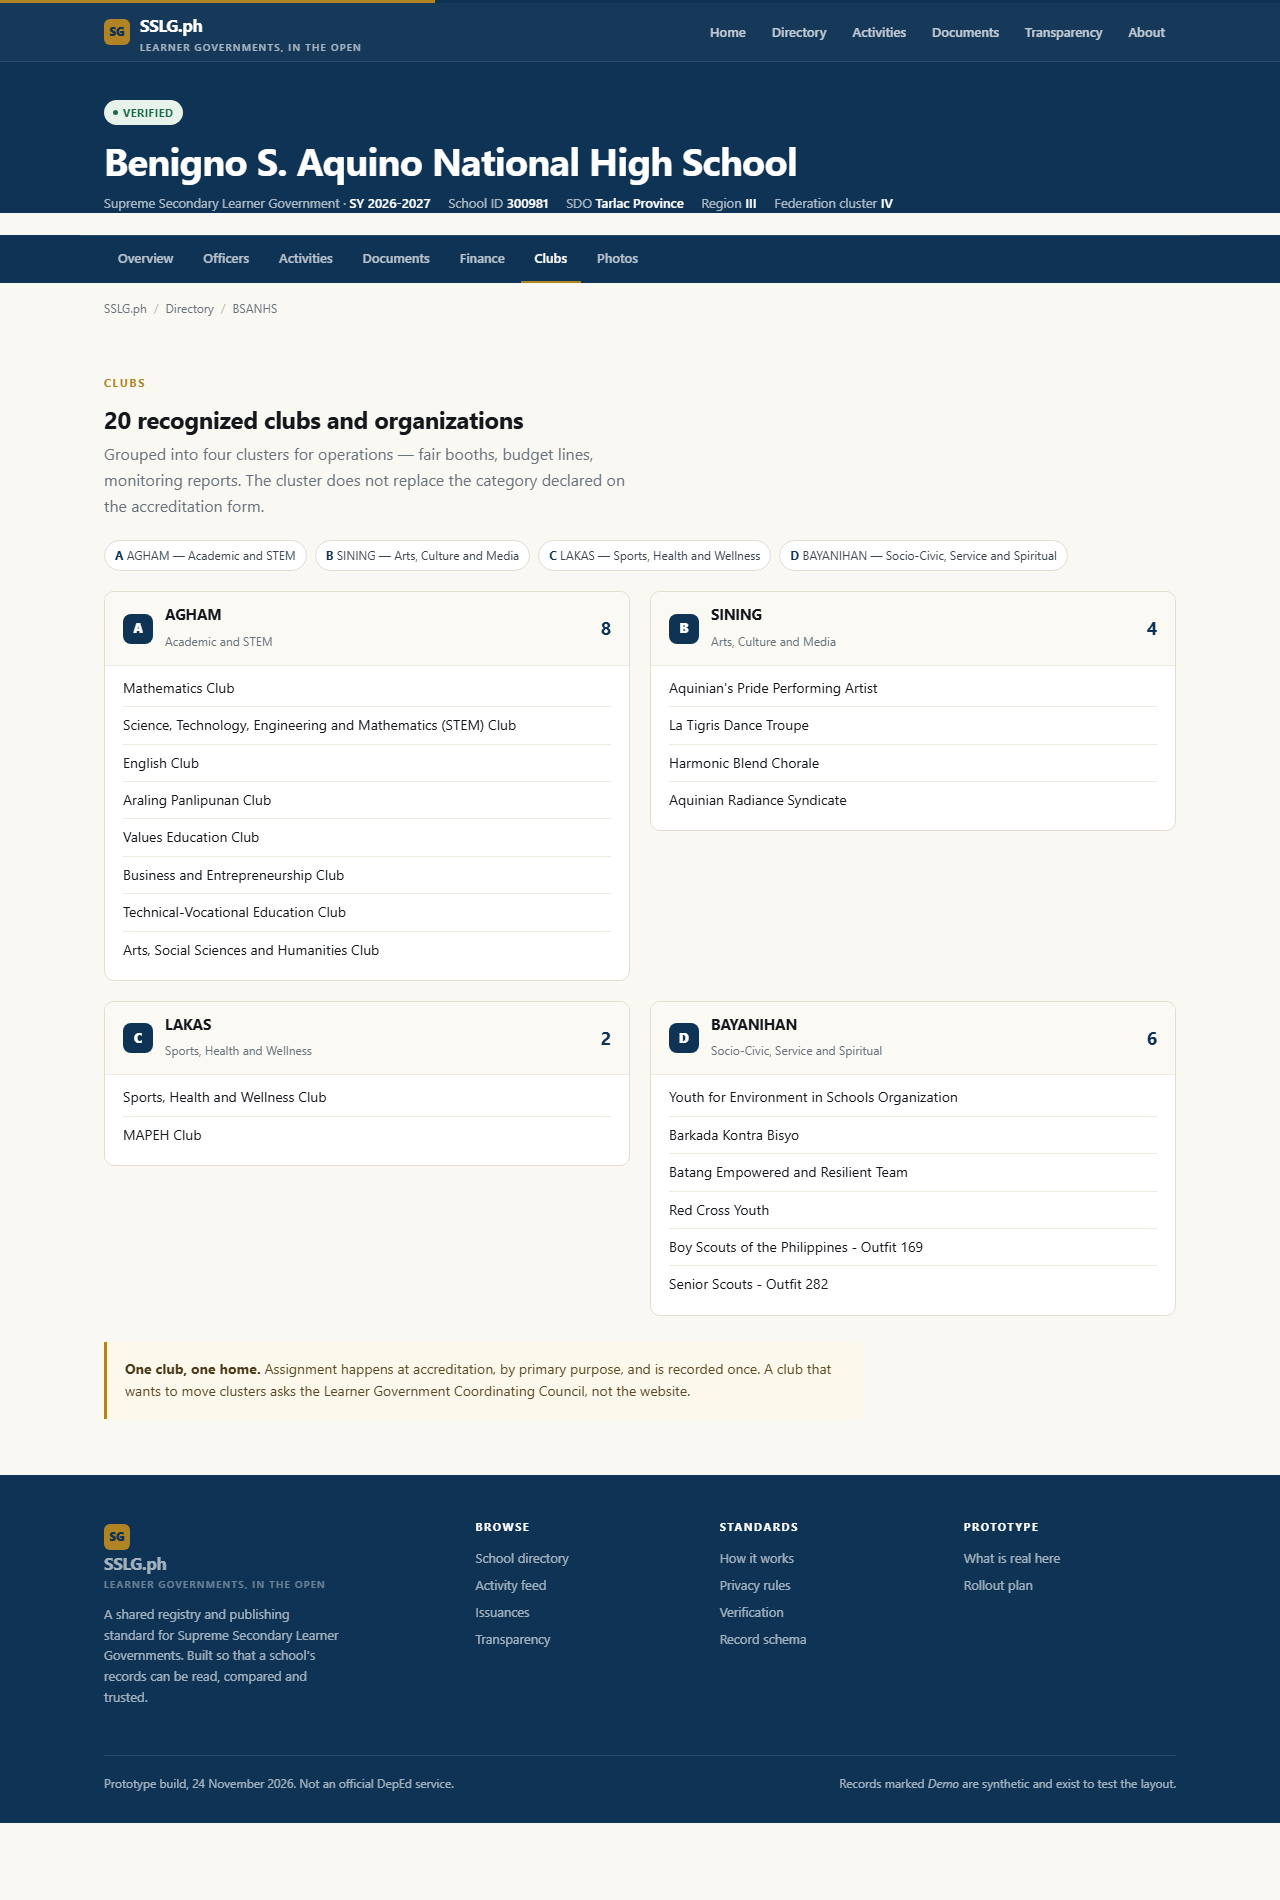 SG
SSLG.ph
LEARNER GOVERNMENTS, IN THE OPEN
Home Directory Activities Documents Transparency About
VERIFIED
Benigno S. Aquino National High School
Supreme Secondary Learner Government · SY 2026-2027 School ID 300981 SDO Tarlac Province Region III Federation cluster IV
Overview Officers Activities Documents Finance Clubs Photos
SSLG.ph / Directory / BSANHS
CLUBS
20 recognized clubs and organizations
Grouped into four clusters for operations — fair booths, budget lines,
monitoring reports. The cluster does not replace the category declared on
the accreditation form.
A AGHAM — Academic and STEM
B SINING — Arts, Culture and Media
C LAKAS — Sports, Health and Wellness
D BAYANIHAN — Socio-Civic, Service and Spiritual
A
AGHAM
Academic and STEM
8
Mathematics Club
Science, Technology, Engineering and Mathematics (STEM) Club
English Club
Araling Panlipunan Club
Values Education Club
Business and Entrepreneurship Club
Technical-Vocational Education Club
Arts, Social Sciences and Humanities Club
B
SINING
Arts, Culture and Media
4
Aquinian's Pride Performing Artist
La Tigris Dance Troupe
Harmonic Blend Chorale
Aquinian Radiance Syndicate
C
LAKAS
Sports, Health and Wellness
2
Sports, Health and Wellness Club
MAPEH Club
D
BAYANIHAN
Socio-Civic, Service and Spiritual
6
Youth for Environment in Schools Organization
Barkada Kontra Bisyo
Batang Empowered and Resilient Team
Red Cross Youth
Boy Scouts of the Philippines - Outfit 169
Senior Scouts - Outfit 282
One club, one home. Assignment happens at accreditation, by primary purpose, and is recorded once. A club that
wants to move clusters asks the Learner Government Coordinating Council, not the website.
SG
SSLG.ph
LEARNER GOVERNMENTS, IN THE OPEN
A shared registry and publishing
standard for Supreme Secondary Learner
Governments. Built so that a school's
records can be read, compared and
trusted.
BROWSE
School directory
Activity feed
Issuances
Transparency
STANDARDS
How it works
Privacy rules
Verification
Record schema
PROTOTYPE
What is real here
Rollout plan
Prototype build, 24 November 2026. Not an official DepEd service.
Records marked Demo are synthetic and exist to test the layout.